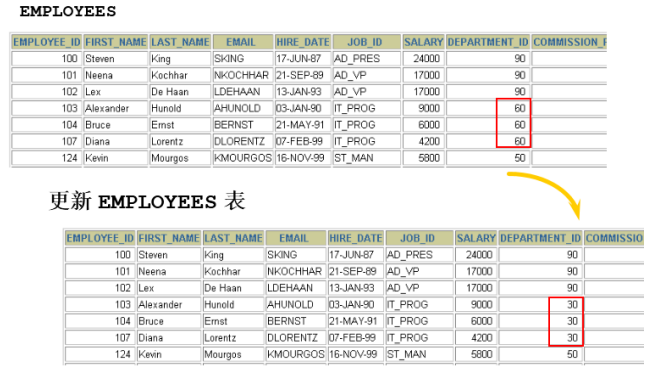 EMPLOYEES
EMPLOYEE_ID FIRST_NAME LAST_NAME EMAIL HIRE_DATE JOB_ID SALARY DEPARTMENT_ID COMMISSION_F
100 Steven King SKING 17-JUN-87 AD_PRES 24000 90
101 Neena Kochhar NKOCHHAR 21-SEP-89 AD_VP 17000 90
102 Lex De Haan LDEHAAN 13-JAN-93 AD_VP 17000 90
103 Alexander Hunold AHUNOLD 03-JAN-90 IT_PROG 9000 60
104 Bruce Ernst BERNST 21-MAY-91 IT_PROG 6000 60
107 Diana Lorentz DLORENTZ 07-FEB-99 IT_PROG 4200 60
124 Kevin Mourgos KMOURGOS 16-NOV-99 ST_MAN 5800 50
更新 EMPLOYEES 表
EMPLOYEE_ID FIRST_NAME LAST_NAME EMAIL HIRE_DATE JOB_ID SALARY DEPARTMENT_ID COMMISSIO
100 Steven King SKING 17-JUN-87 AD_PRES 24000 90
101 Neena Kochhar NKOCHHAR 21-SEP-89 AD_VP 17000 90
102 Lex De Haan LDEHAAN 13-JAN-93 AD_VP 17000 90
103 Alexander Hunold AHUNOLD 03-JAN-90 IT_PROG 9000 30
104 Bruce Ernst BERNST 21-MAY-91 IT_PROG 6000 30
107 Diana Lorentz DLORENTZ 07-FEB-99 IT_PROG 4200 30
124 Kevin Mourgos KMOURGOS 16-NOV-99 ST_MAN 5800 50